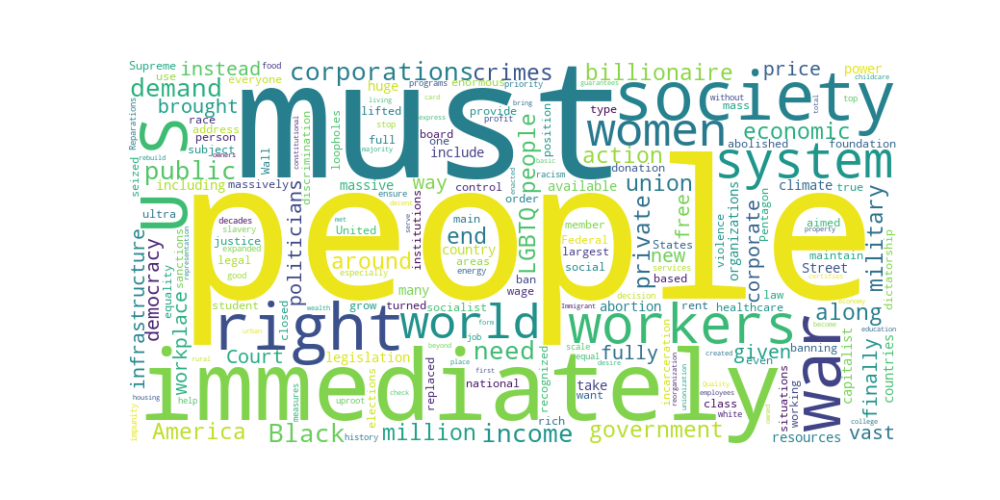 people
must
immediately
society
us
right
war
system
world
workers
women
demand
corporations
crimes
billionaire
price
power
Supreme
instead
food
brought
public
race
person
address
subject
including
massively
huge
everyone
use
living
lifted
stop
full
Wall
constitutional
loopholes
discrimination
Reparations
seized
rebuild
owners
enormous
programs
card
express
priority
provide
profit
bring
majority
board
one
include
position
type
mass
guarantees
without
top
total
childcare
economic
abolished
foundation
action
donation
racism
available
union
free
private
new
climate
true
military
basic
enacted
order
LGBTQ
people
way
massive
control
institutions
politicians
ensure
decent
main
serve
met
United
end
country
areas
energy
especially
around
many
decades
slavery
expanded
legal
good
justice
ultra
sanctions
representation
equality
democracy
infrastructure
workplace
student
closed
grow
turned
socialist
wage
ban
member
Federal
largest
social
States
services
based
violence
organizations
corporate
Pentagon
aimed
property
maintain
Street
dictatorship
Immigrant
decision
abortion
rent
healthcare
law
along
economy
become
education
banning
capitalist
finally
countries
given
even
created
equal
scale
desire
fully
recognized
need
form
job
place
first
beyond
wealth
urban
Court
legislation
rural
help
housing
impunity
measures
uproot
elections
check
replaced
national
take
want
incarceration
reorganization
unionization
class
white
Quality
employees
owned
situations
working
college
resources
vast
America
Black
history
million
income
rich
government